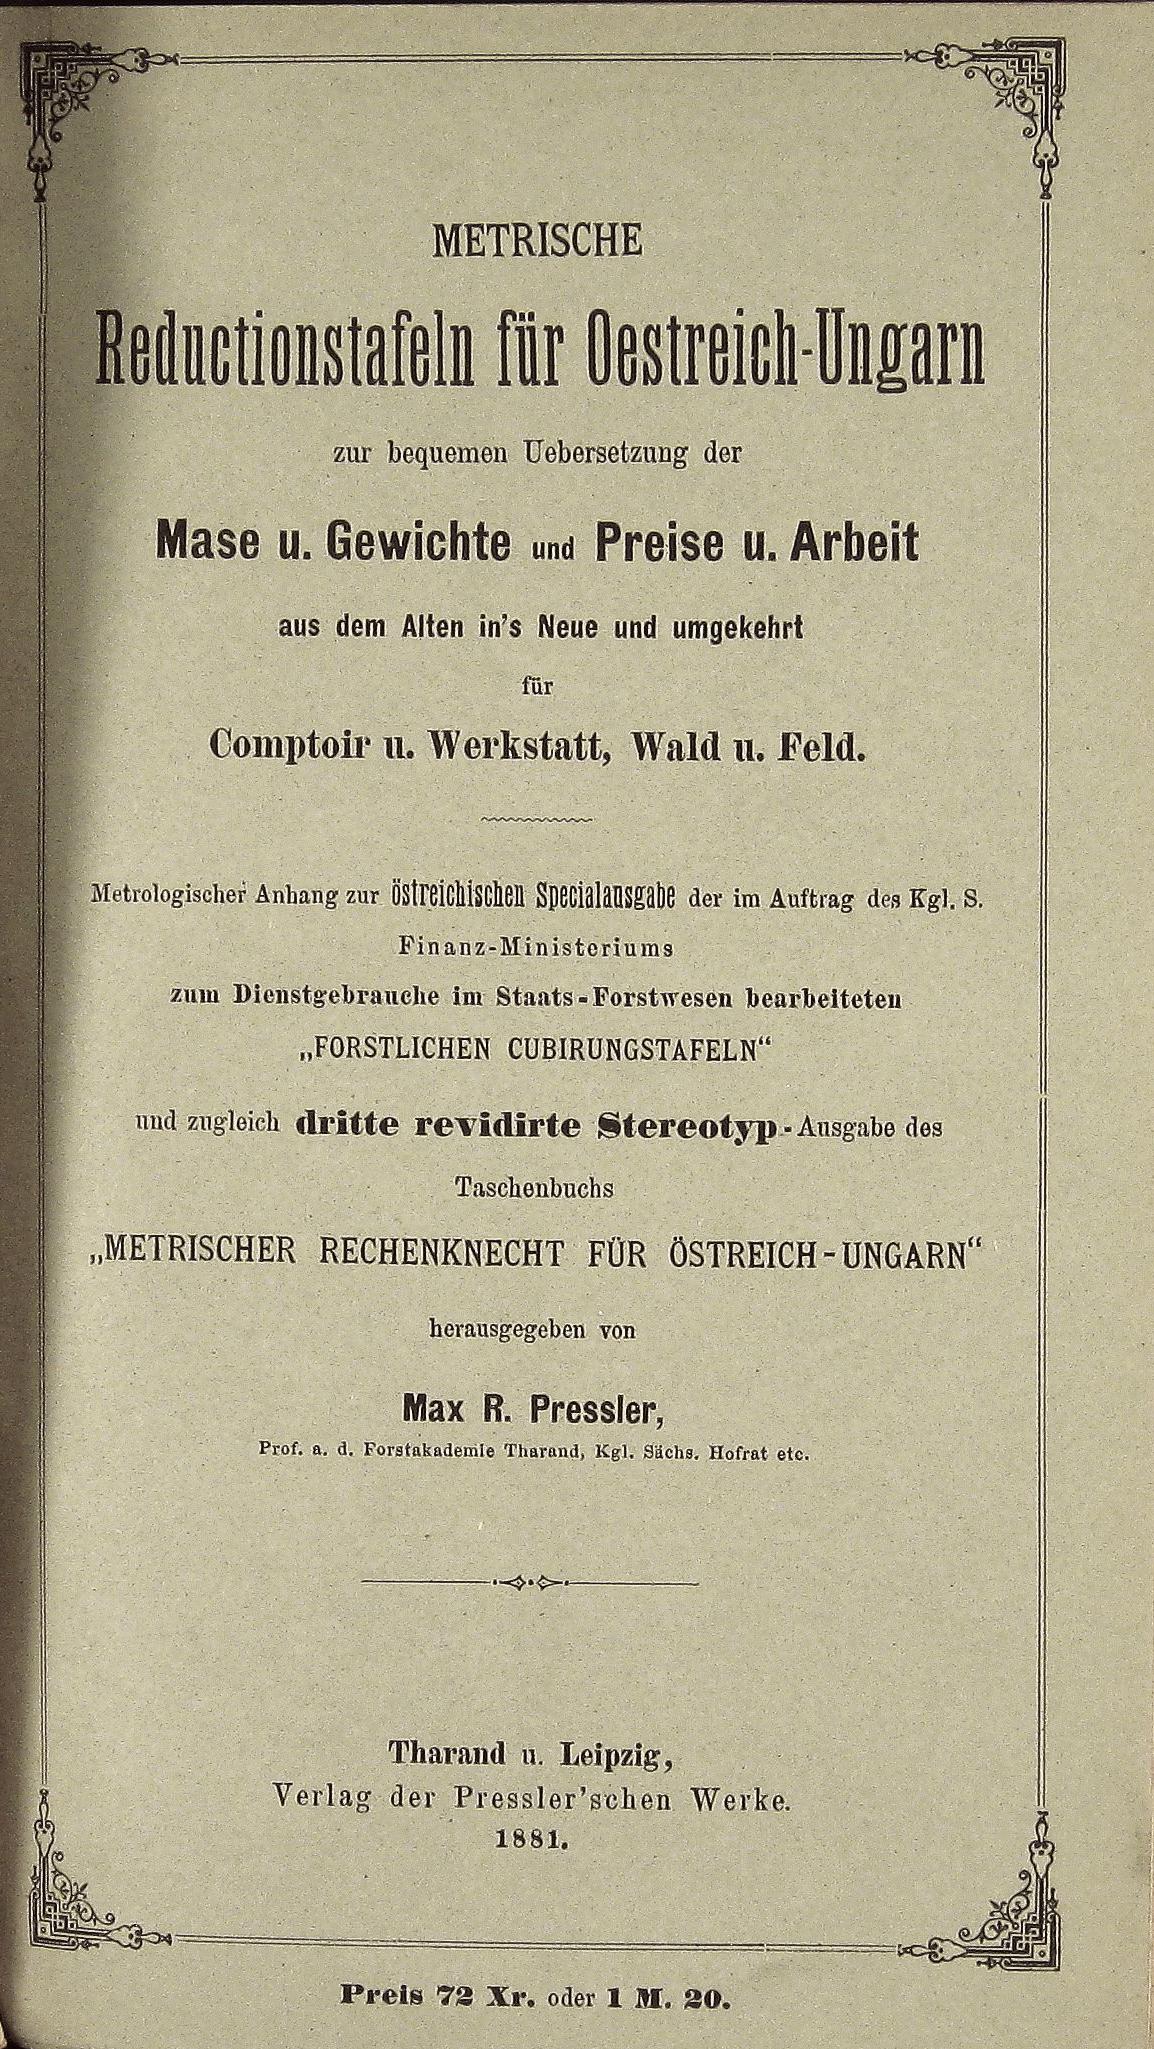 METRISCHE
Reductionstafeln für Oestreich-Ungarn
zur bequemen Uebersetzung der
Mase u. Gewichte und Preise u. Arbeit
aus dem Alten in's Neue und umgekehrt
für
Comptoir u. Werkstatt, Wald u. Feld.
Metrologischer Anhang zur östreichischen Specialausgabe der im Auftrag des Kgl. S.
Finanz-Ministeriums
zum Dienstgebrauche im Staats-Forstwesen bearbeiteten
„FORSTLICHEN CUBIRUNGSTAFELN“
und zugleich dritte revidirte Stereotyp-Ausgabe des
Taschenbuchs
„METRISCHER RECHENKNECHT FÜR ÖSTREICH-UNGARN“
herausgegeben von
Max R. Pressler,
Prof. a. d. Forstakademie Tharand, Kgl. Sächs. Hofrat etc.
Tharand u. Leipzig,
Verlag der Pressler'schen Werke.
1881.
Preis 72 Xr. oder 1 M. 20.